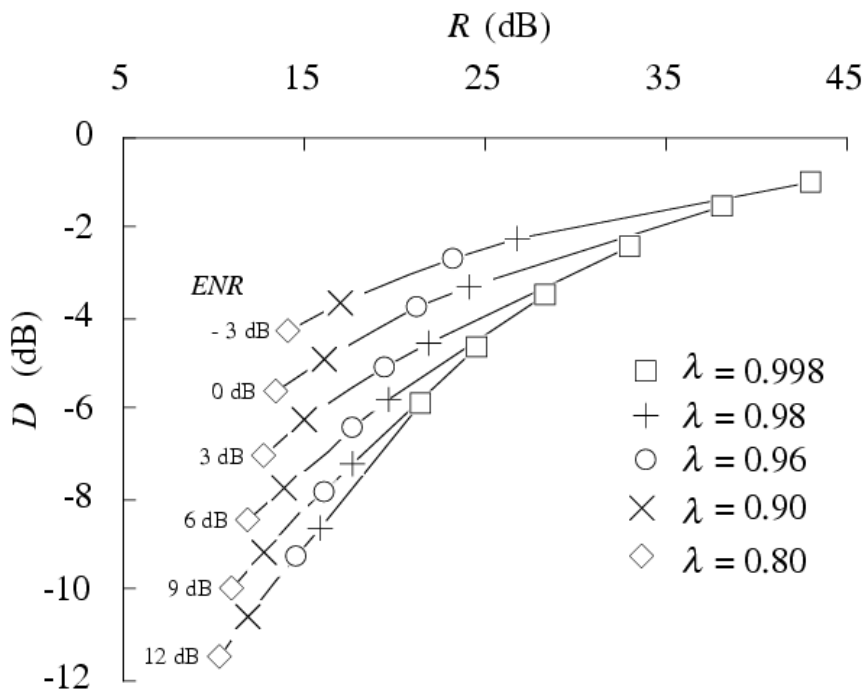 R (dB)
5 15 25 35 45
0
-2
-4
-6
-8
-10
-12
D (dB)
ENR
- 3 dB
0 dB
3 dB
6 dB
9 dB
12 dB
λ = 0.998
λ = 0.98
λ = 0.96
λ = 0.90
λ = 0.80